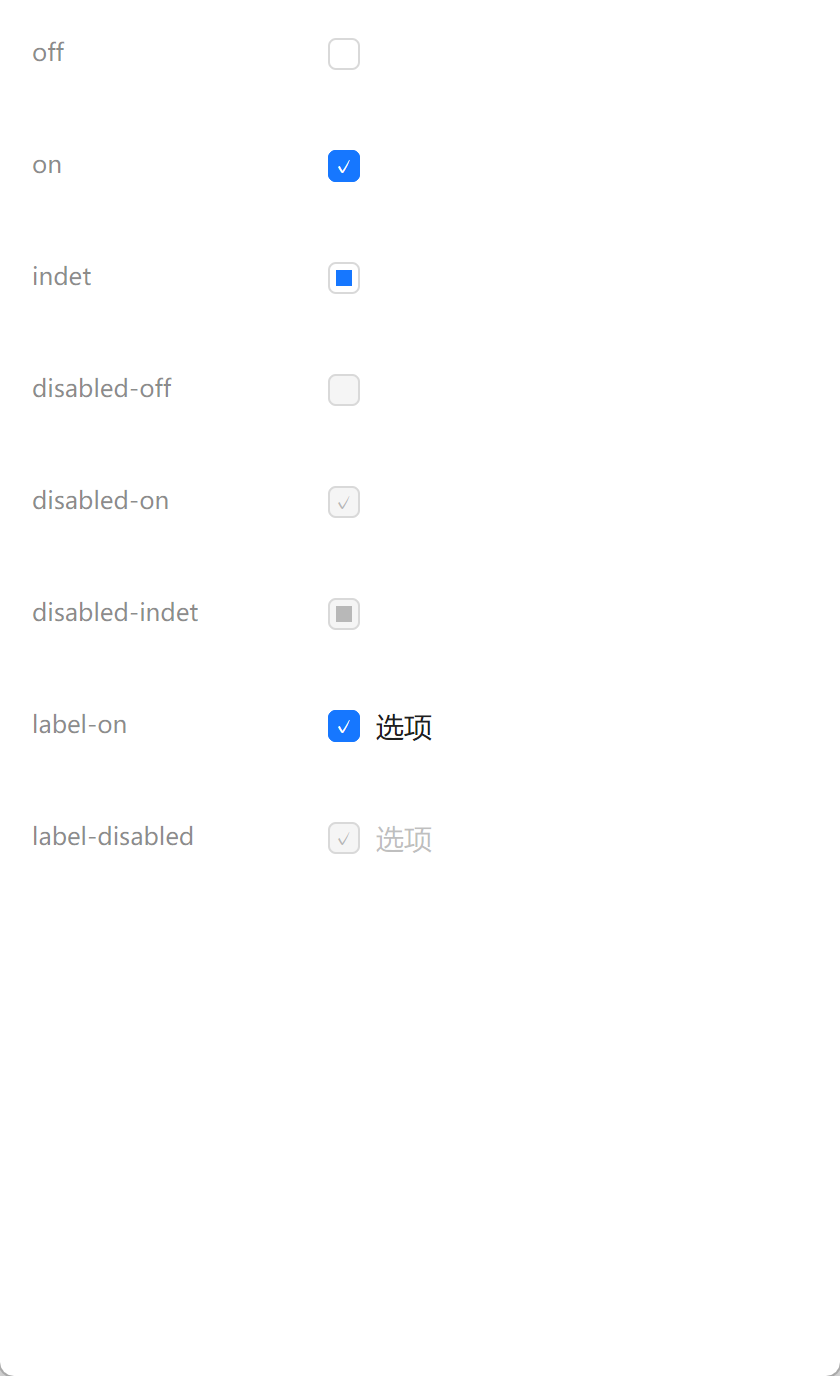 off
on
indet
disabled-off
disabled-on
disabled-indet
label-on 选项
label-disabled 选项